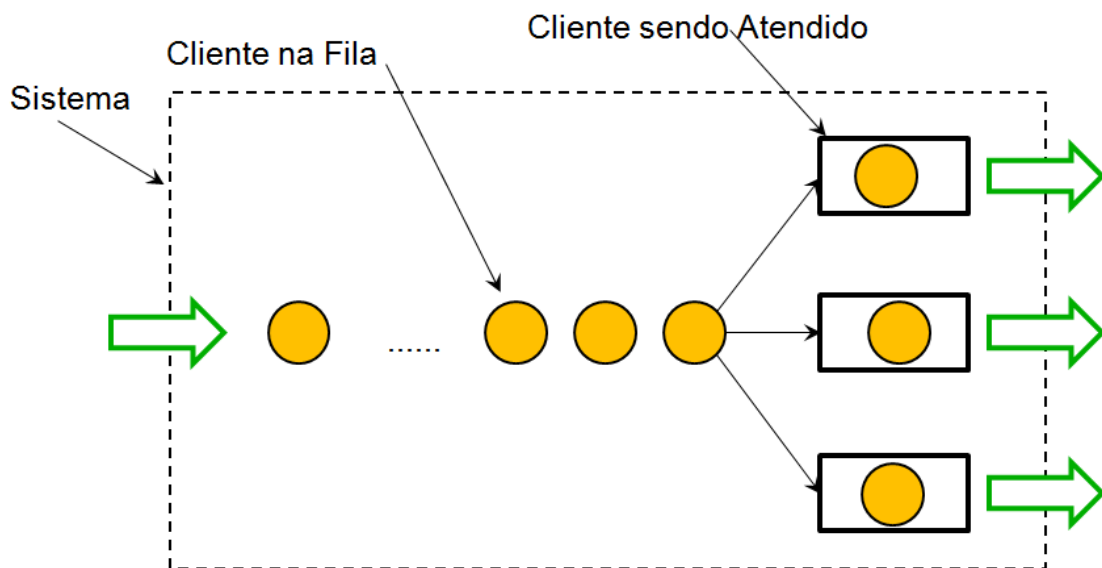 Cliente sendo Atendido
Cliente na Fila
Sistema
......